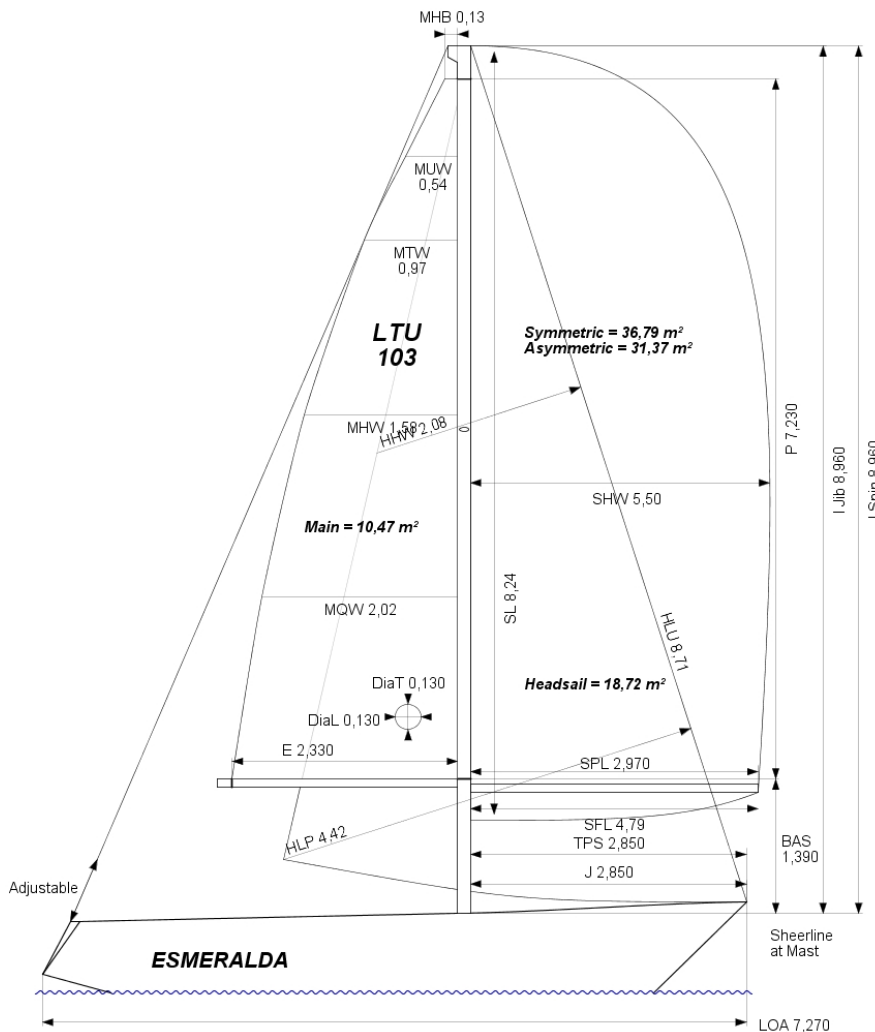 MHB 0,13
MUW
0,54
MTW
0,97
LTU
103
Symmetric = 36,79 m²
Asymmetric = 31,37 m²
MHW 1,58
HHW 2,08
0
P 7,230
I Jib 8,960
I Spin 8,960
SHW 5,50
Main = 10,47 m²
SL 8,24
MQW 2,02
HLU 8,71
Headsail = 18,72 m²
DiaT 0,130
DiaL 0,130
E 2,330
SPL 2,970
SFL 4,79
HLP 4,42
TPS 2,850
BAS
1,390
J 2,850
Adjustable
Sheerline
at Mast
ESMERALDA
LOA 7,270